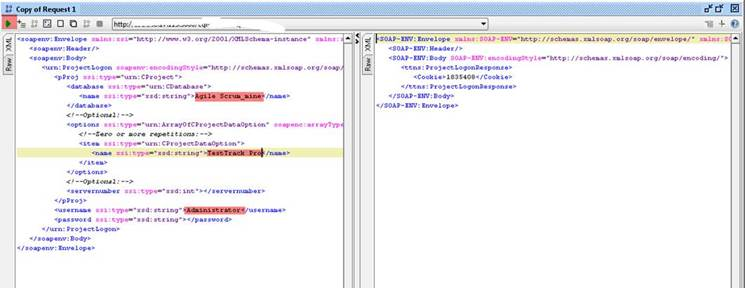 Copy of Request 1
http:
Raw XML
<soapenv:Envelope xmlns:xsi="http://www.w3.org/2001/XMLSchema-instance" xmlns:xsd
<soapenv:Header/>
<soapenv:Body>
<urn:ProjectLogon soapenv:encodingStyle="http://schemas.xmlsoap.org/soap/
<pProj xsi:type="urn:CProject">
<database xsi:type="urn:CDatabase">
<name xsi:type="xsd:string">Agile Scrum_mine</name>
</database>
<!--Optional:-->
<options xsi:type="urn:ArrayOfCProjectDataOption" soapenc:arrayType
<!--Zero or more repetitions:-->
<item xsi:type="urn:CProjectDataOption">
<name xsi:type="xsd:string">TestTrack Pro</name>
</item>
</options>
<!--Optional:-->
<servernumber xsi:type="xsd:int"></servernumber>
</pProj>
<username xsi:type="xsd:string">Administrator</username>
<password xsi:type="xsd:string"></password>
</urn:ProjectLogon>
</soapenv:Body>
</soapenv:Envelope>
Raw XML
<SOAP-ENV:Envelope xmlns:SOAP-ENV="http://schemas.xmlsoap.org/soap/envelope/" xmlns:SO
<SOAP-ENV:Header/>
<SOAP-ENV:Body SOAP-ENV:encodingStyle="http://schemas.xmlsoap.org/soap/encoding/">
<ttns:ProjectLogonResponse>
<Cookie>1835408</Cookie>
</ttns:ProjectLogonResponse>
</SOAP-ENV:Body>
</SOAP-ENV:Envelope>